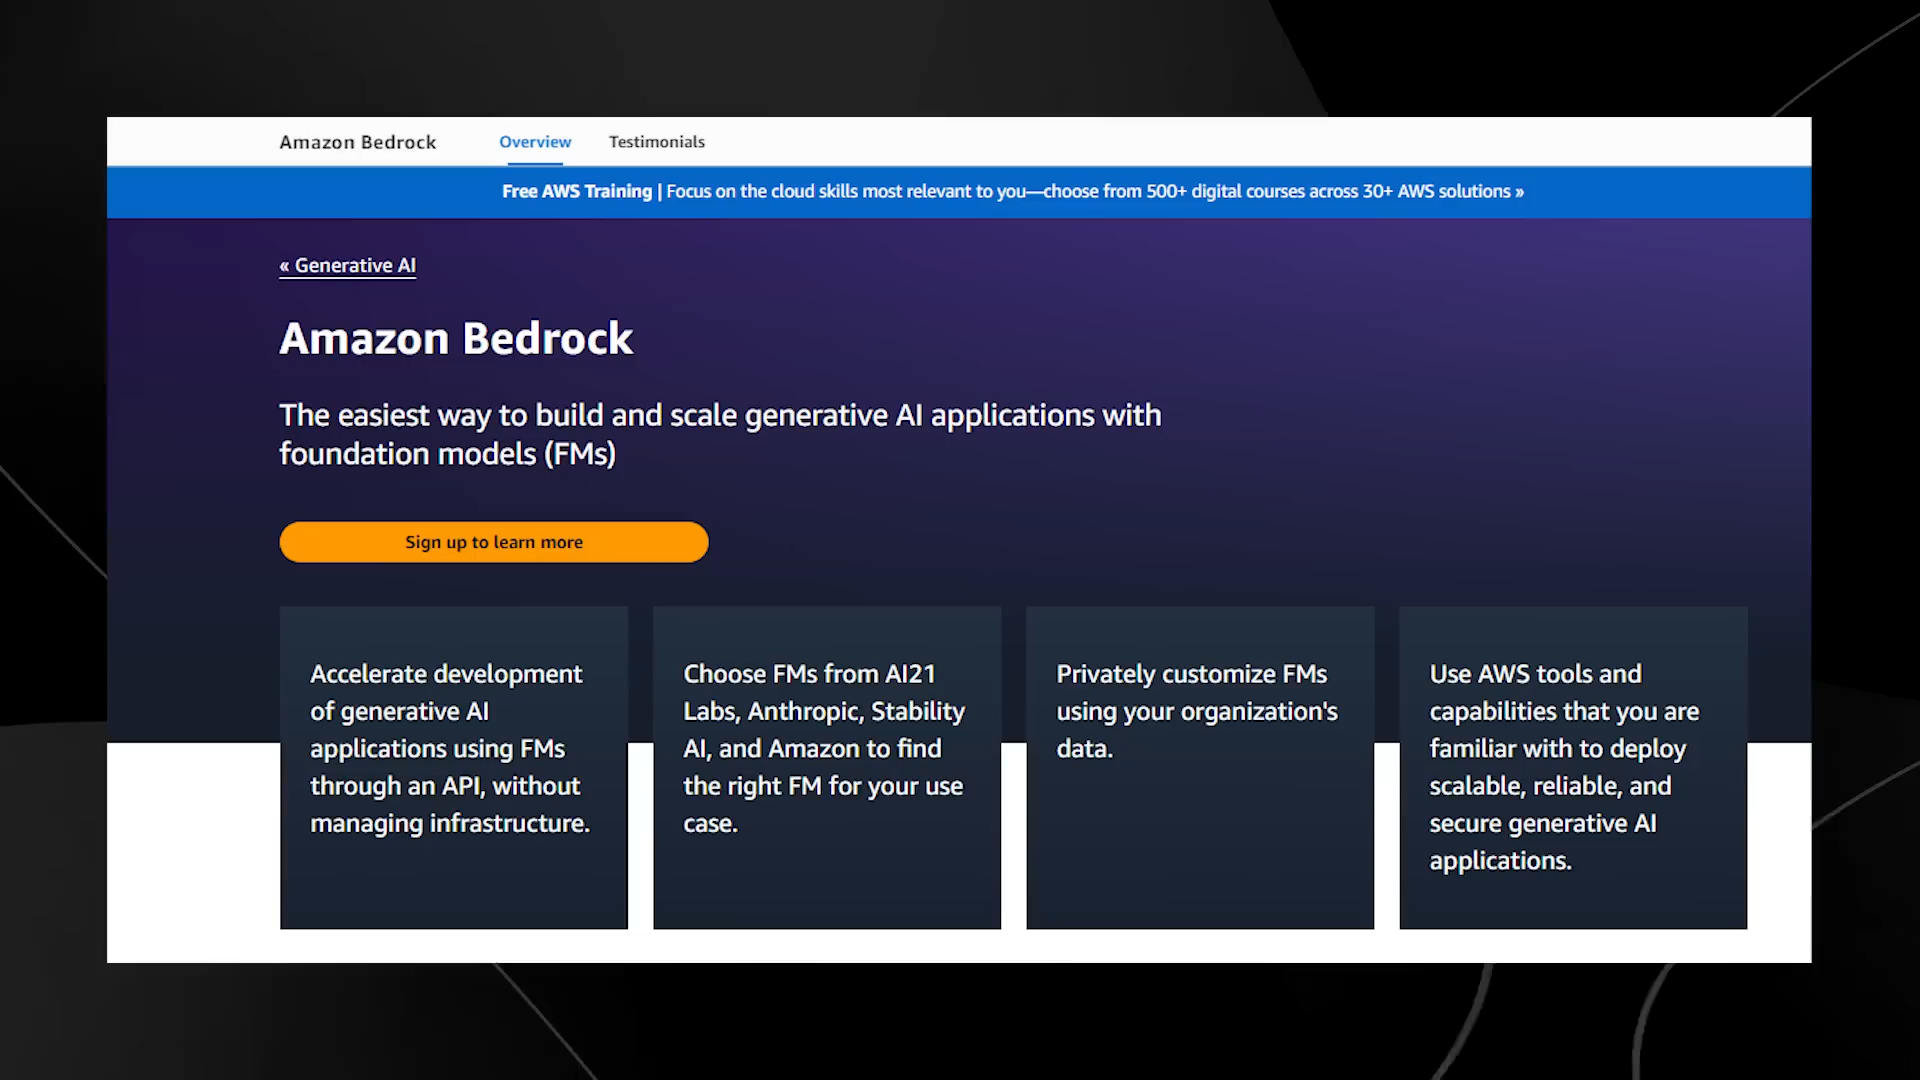 Amazon Bedrock Overview Testimonials
Free AWS Training | Focus on the cloud skills most relevant to you—choose from 500+ digital courses across 30+ AWS solutions »
« Generative AI
Amazon Bedrock
The easiest way to build and scale generative AI applications with
foundation models (FMs)
Sign up to learn more
Accelerate development
of generative AI
applications using FMs
through an API, without
managing infrastructure.
Choose FMs from AI21
Labs, Anthropic, Stability
AI, and Amazon to find
the right FM for your use
case.
Privately customize FMs
using your organization's
data.
Use AWS tools and
capabilities that you are
familiar with to deploy
scalable, reliable, and
secure generative AI
applications.